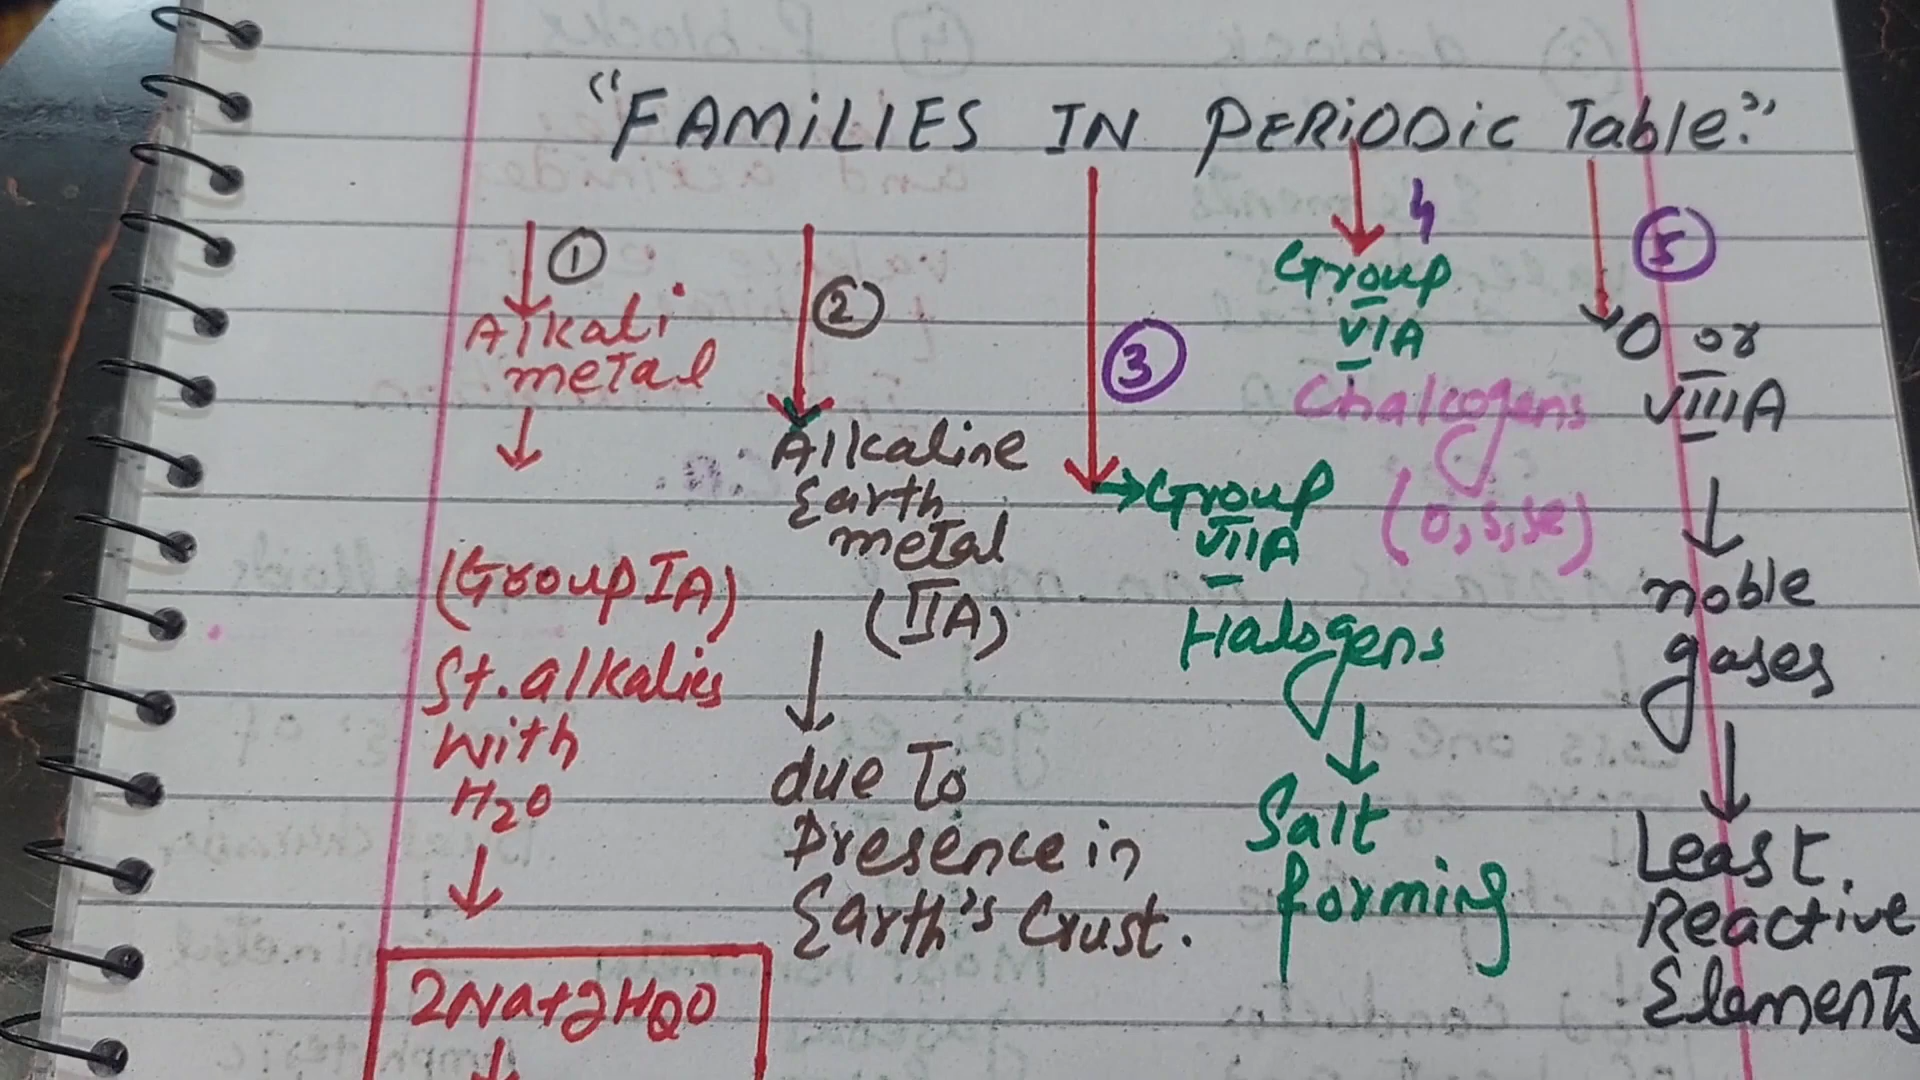 "FAMILIES IN PERIODIC Table."
①
Alkali
metal
(Group IA)
St. alkalies
with
H2O
2Na+2H2O
②
Alkaline
Earth
metal
(IIA)
due To
Presence in
Earth's Crust.
③
Group
VIIA
Halogens
Salt
forming
4
Group
VIA
Chalcogens
(O, S, Se)
⑤
O or
VIIIA
noble
gases
Least
Reactive
Elements